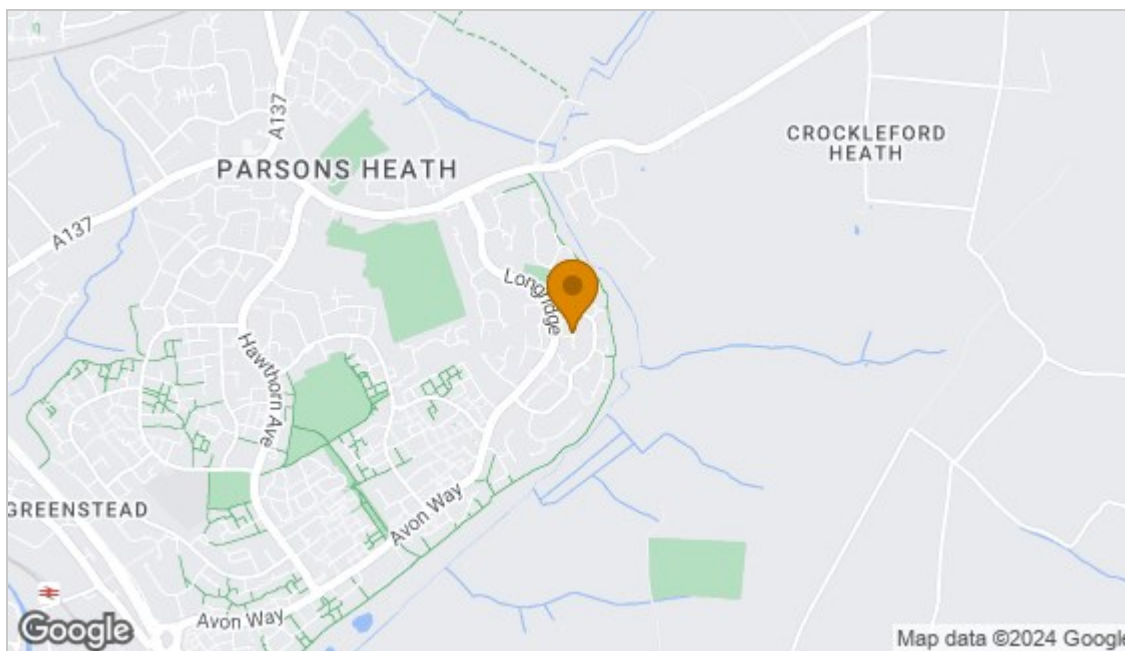 A137
CROCKLEFORD
HEATH
PARSONS HEATH
A137
Longridge
Hawthorn Ave
GREENSTEAD
Avon Way
Avon Way
Google
Map data ©2024 Google